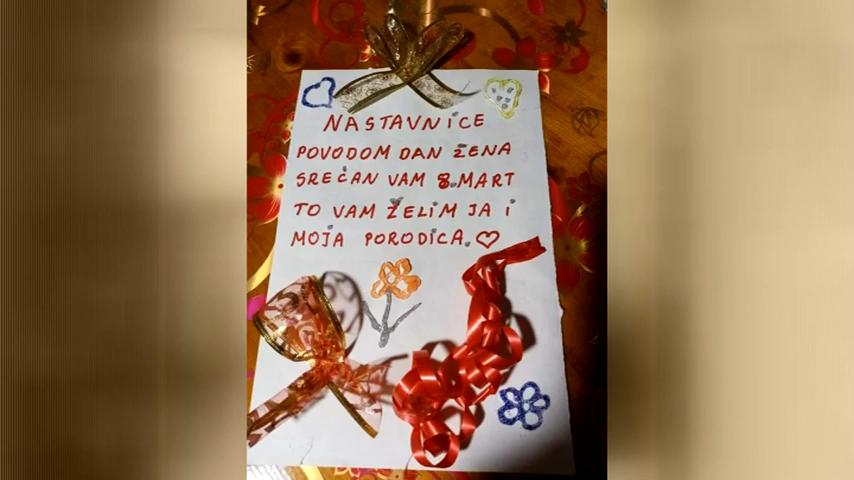 NASTAVNiCE
POVODOM DAN ŽENA
SREĆAN VAM 8.MART
TO VAM ŽELIM JA i
MOJA PORODICA.